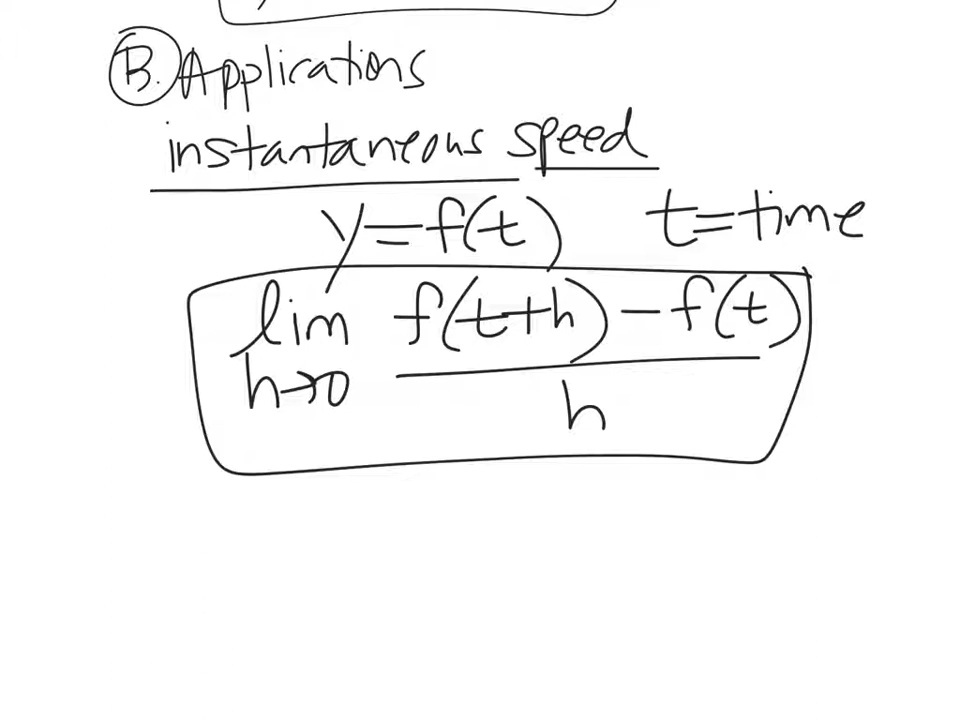 B. Applications
instantaneous speed
y=f(t) t=time
lim f(t+h)-f(t)
h→0 h